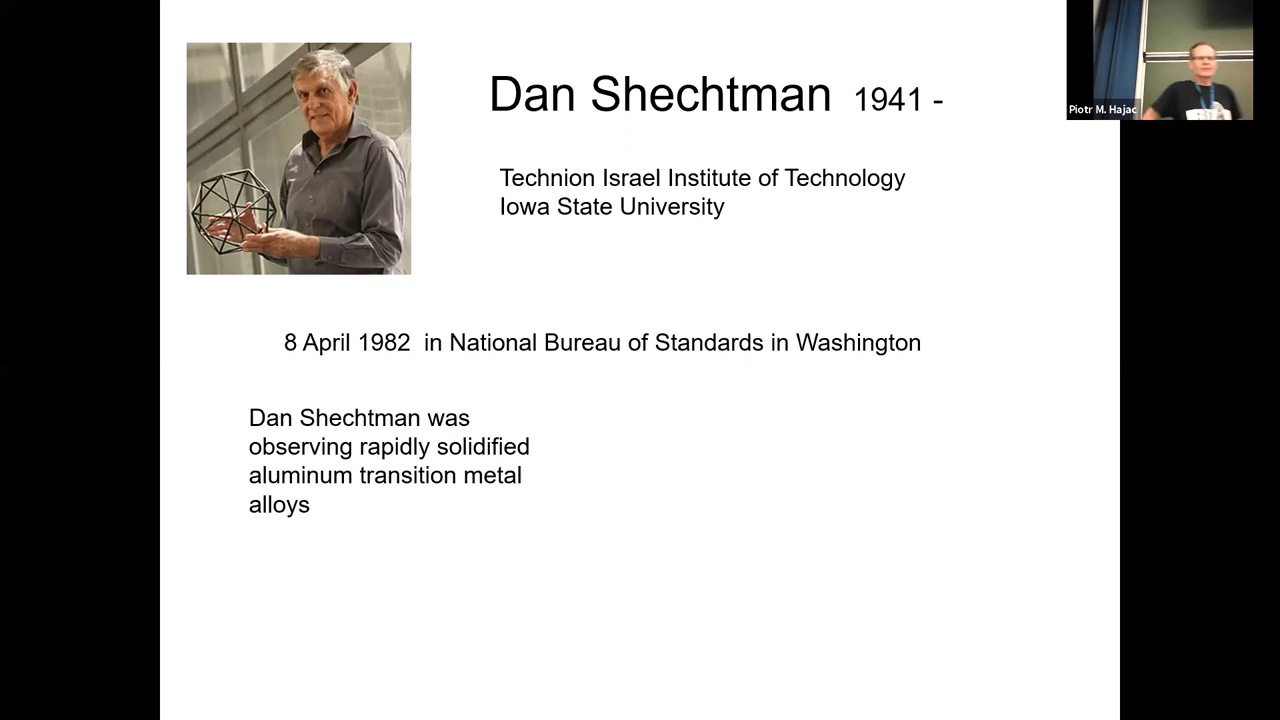 Dan Shechtman 1941 -
Piotr M. Hajac
Technion Israel Institute of Technology
Iowa State University
8 April 1982 in National Bureau of Standards in Washington
Dan Shechtman was
observing rapidly solidified
aluminum transition metal
alloys